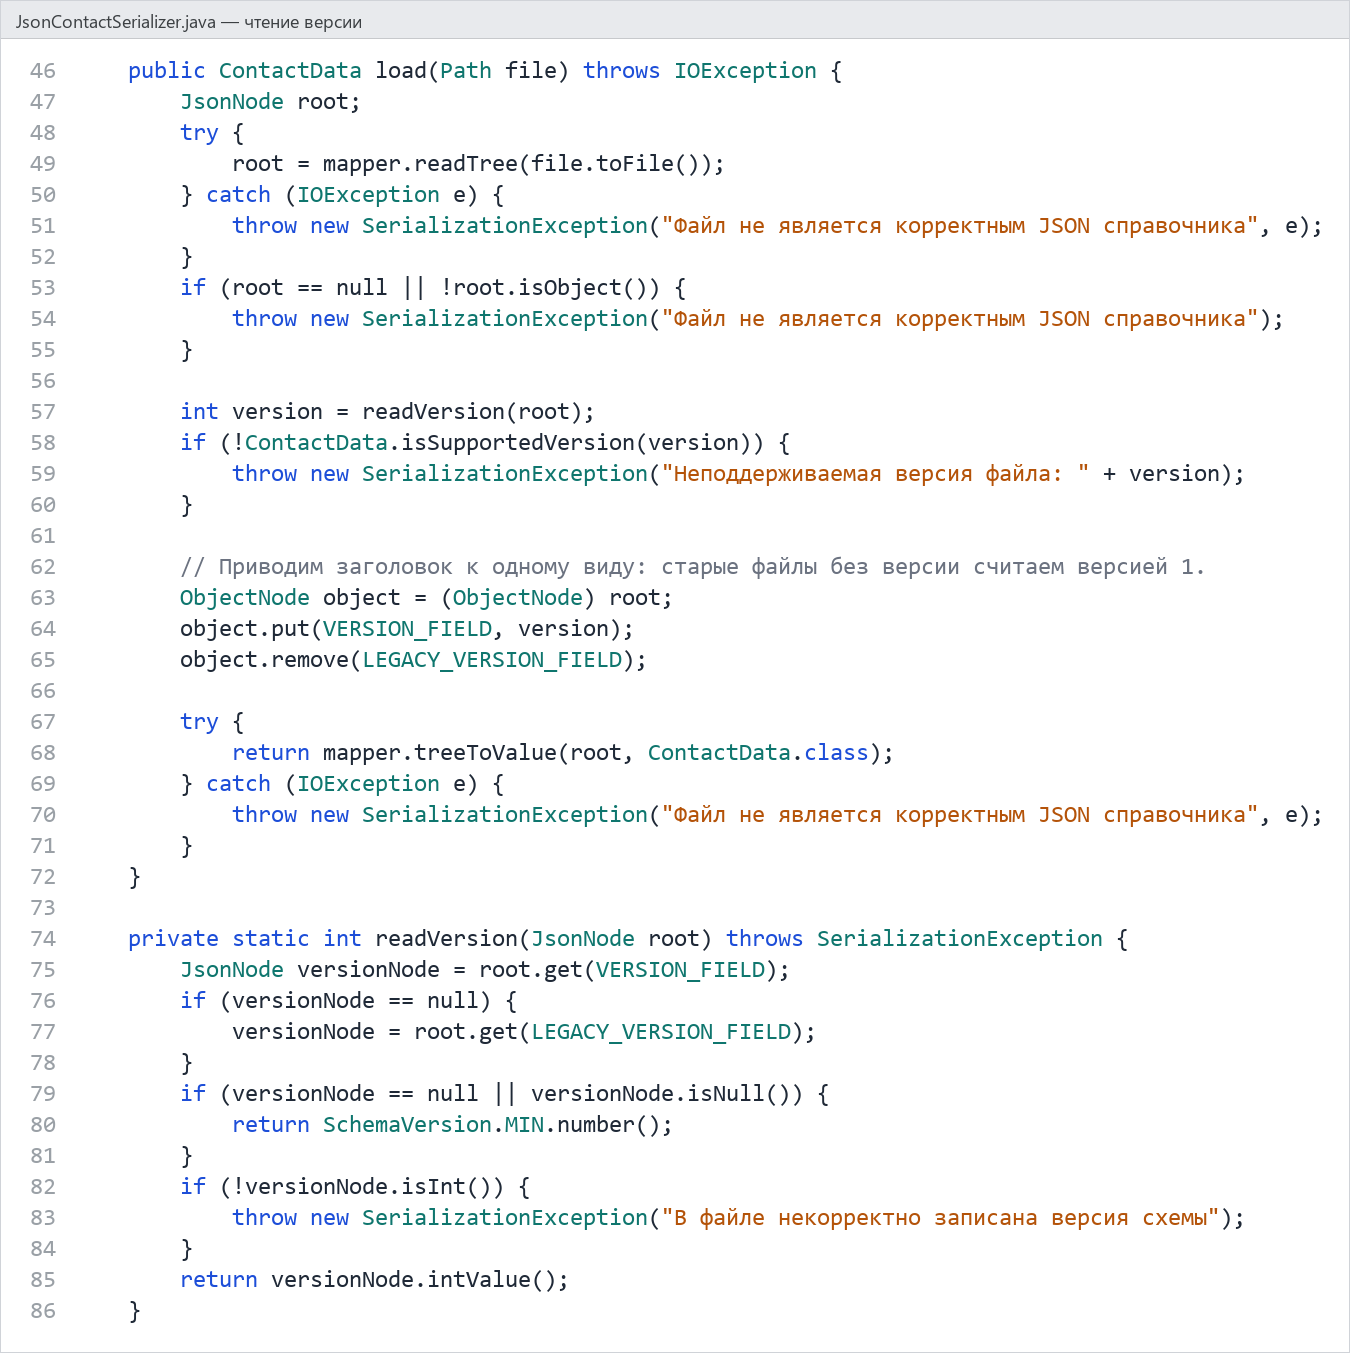 JsonContactSerializer.java — чтение версии
46 public ContactData load(Path file) throws IOException {
47 JsonNode root;
48 try {
49 root = mapper.readTree(file.toFile());
50 } catch (IOException e) {
51 throw new SerializationException("Файл не является корректным JSON справочника", e);
52 }
53 if (root == null || !root.isObject()) {
54 throw new SerializationException("Файл не является корректным JSON справочника");
55 }
56
57 int version = readVersion(root);
58 if (!ContactData.isSupportedVersion(version)) {
59 throw new SerializationException("Неподдерживаемая версия файла: " + version);
60 }
61
62 // Приводим заголовок к одному виду: старые файлы без версии считаем версией 1.
63 ObjectNode object = (ObjectNode) root;
64 object.put(VERSION_FIELD, version);
65 object.remove(LEGACY_VERSION_FIELD);
66
67 try {
68 return mapper.treeToValue(root, ContactData.class);
69 } catch (IOException e) {
70 throw new SerializationException("Файл не является корректным JSON справочника", e);
71 }
72 }
73
74 private static int readVersion(JsonNode root) throws SerializationException {
75 JsonNode versionNode = root.get(VERSION_FIELD);
76 if (versionNode == null) {
77 versionNode = root.get(LEGACY_VERSION_FIELD);
78 }
79 if (versionNode == null || versionNode.isNull()) {
80 return SchemaVersion.MIN.number();
81 }
82 if (!versionNode.isInt()) {
83 throw new SerializationException("В файле некорректно записана версия схемы");
84 }
85 return versionNode.intValue();
86 }